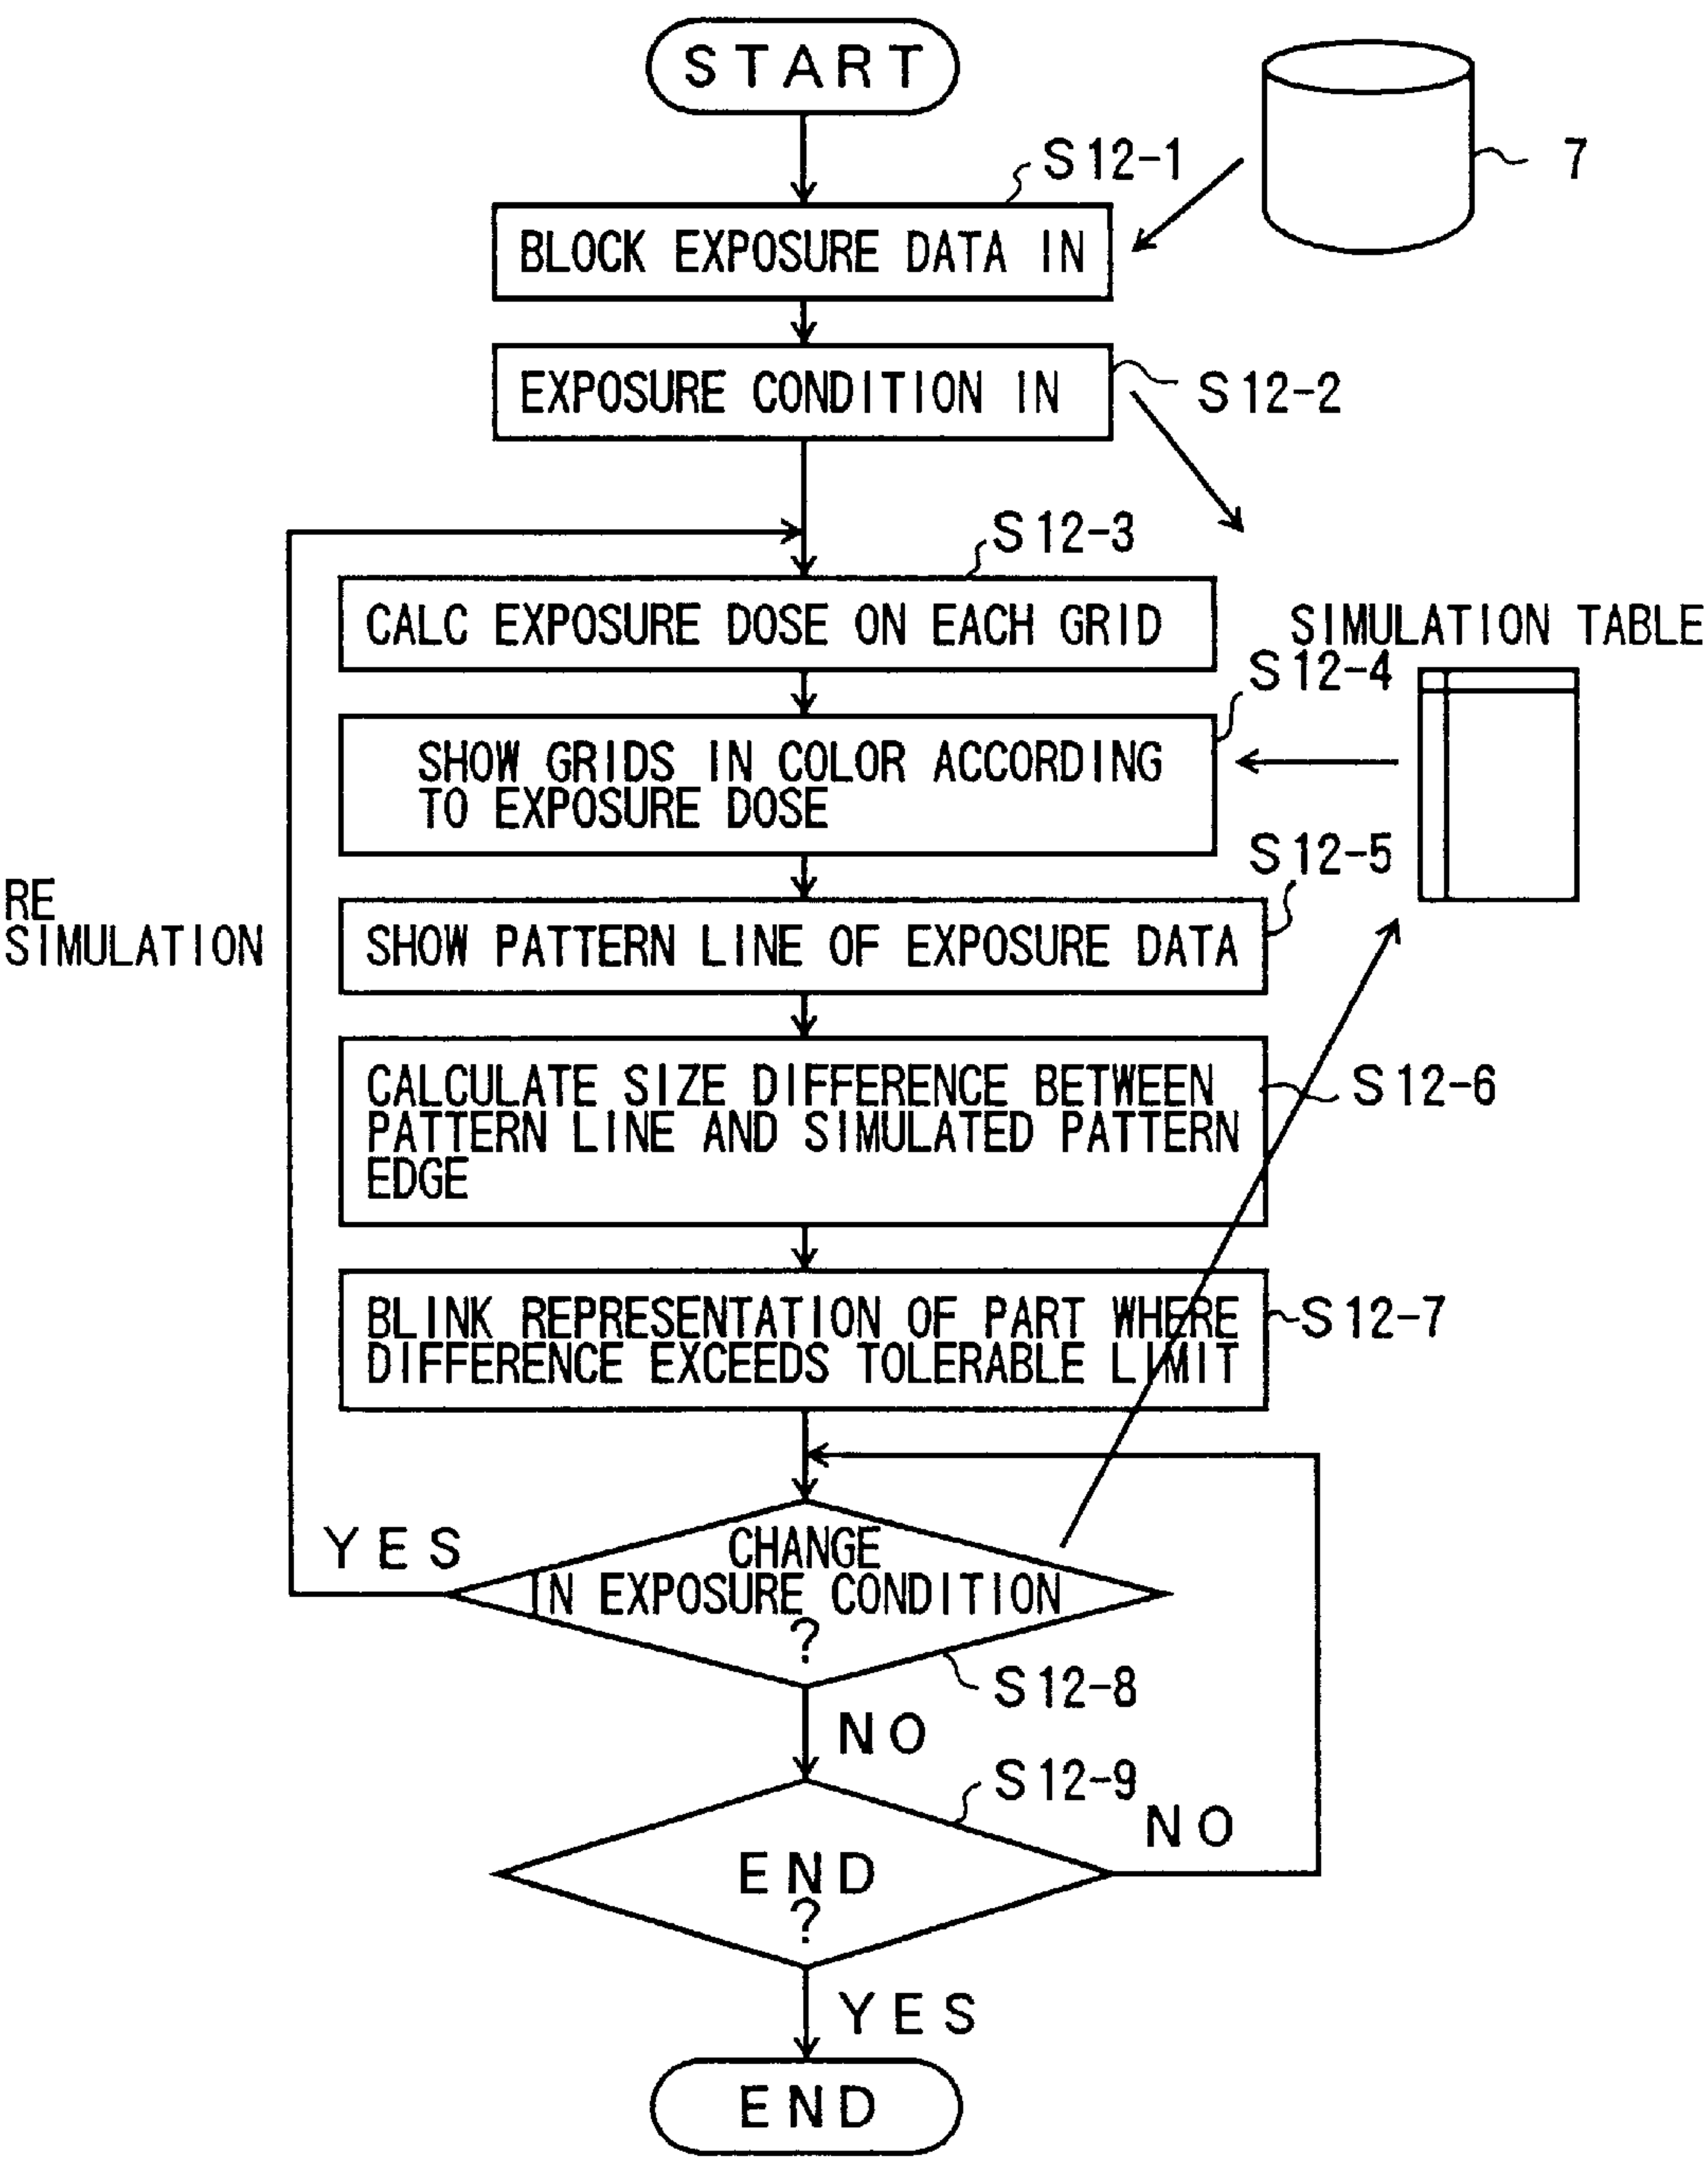 START
S12-1
7
BLOCK EXPOSURE DATA IN
EXPOSURE CONDITION IN
S12-2
S12-3
CALC EXPOSURE DOSE ON EACH GRID
SIMULATION TABLE
S12-4
SHOW GRIDS IN COLOR ACCORDING
TO EXPOSURE DOSE
S12-5
RE
SIMULATION
SHOW PATTERN LINE OF EXPOSURE DATA
CALCULATE SIZE DIFFERENCE BETWEEN
PATTERN LINE AND SIMULATED PATTERN
EDGE
S12-6
BLINK REPRESENTATION OF PART WHERE
DIFFERENCE EXCEEDS TOLERABLE LIMIT
S12-7
YES
CHANGE
IN EXPOSURE CONDITION
?
S12-8
NO
S12-9
NO
END
?
YES
END